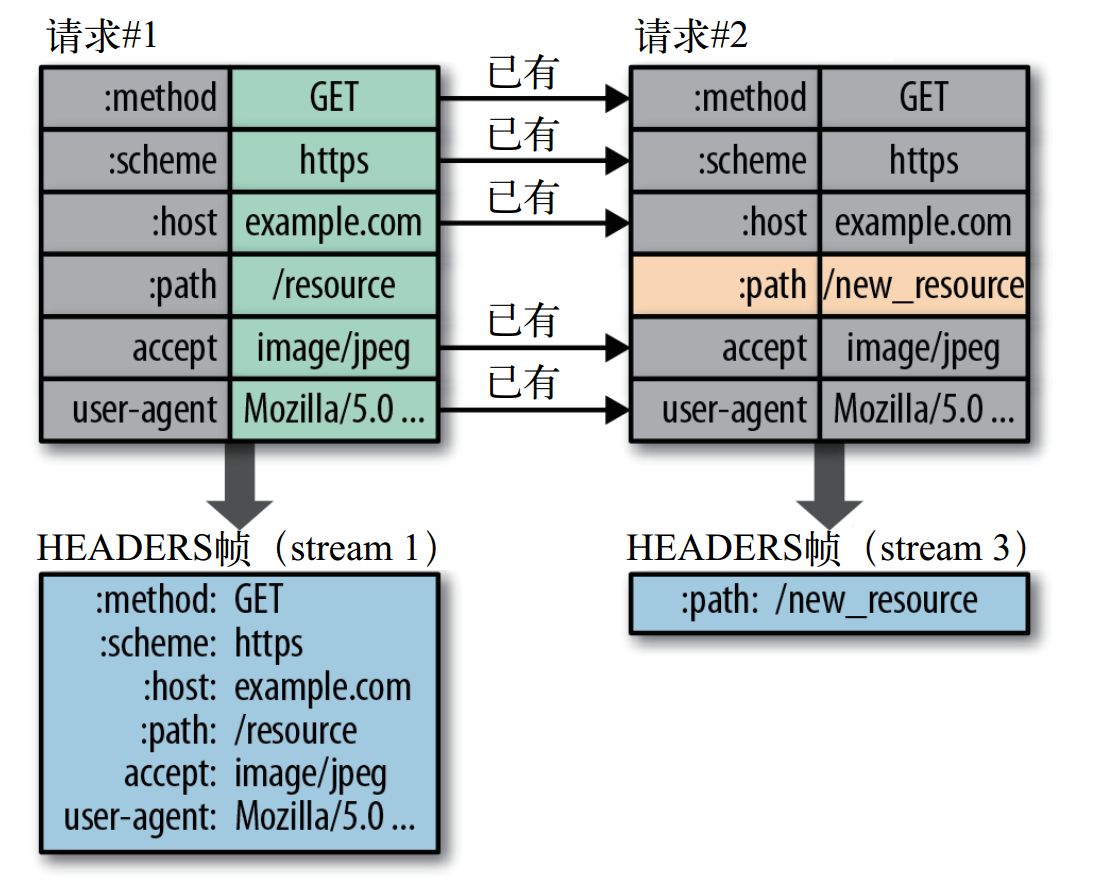 请求#1
:method GET
:scheme https
:host example.com
:path /resource
accept image/jpeg
user-agent Mozilla/5.0 ...
已有
已有
已有
已有
已有
请求#2
:method GET
:scheme https
:host example.com
:path /new_resource
accept image/jpeg
user-agent Mozilla/5.0 ...
HEADERS帧（stream 1）
:method: GET
:scheme: https
:host: example.com
:path: /resource
accept: image/jpeg
user-agent: Mozilla/5.0 ...
HEADERS帧（stream 3）
:path: /new_resource